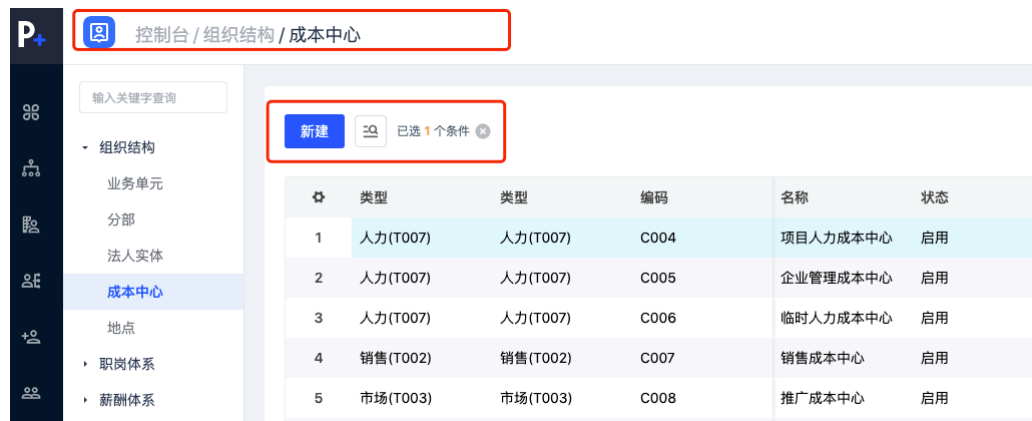 P+
控制台 / 组织结构 / 成本中心
输入关键字查询
组织结构
业务单元
分部
法人实体
成本中心
地点
职岗体系
薪酬体系
新建 已选 1 个条件
类型 类型 编码 名称 状态
1 人力(T007) 人力(T007) C004 项目人力成本中心 启用
2 人力(T007) 人力(T007) C005 企业管理成本中心 启用
3 人力(T007) 人力(T007) C006 临时人力成本中心 启用
4 销售(T002) 销售(T002) C007 销售成本中心 启用
5 市场(T003) 市场(T003) C008 推广成本中心 启用